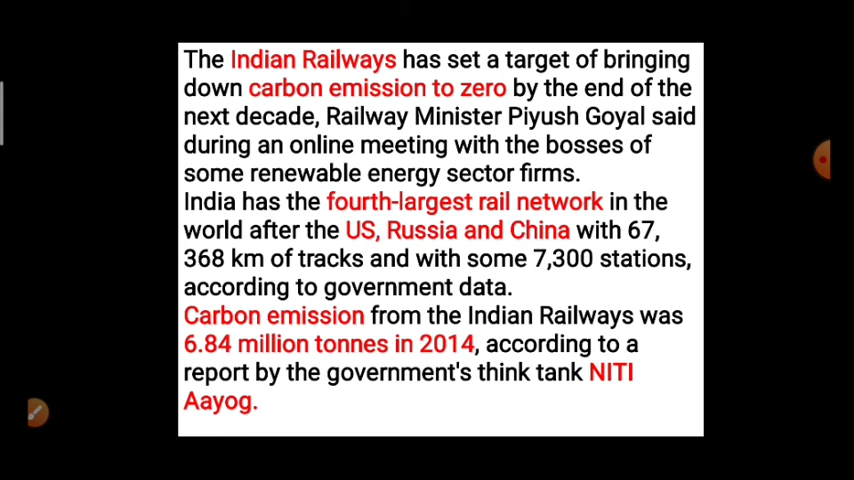 The Indian Railways has set a target of bringing
down carbon emission to zero by the end of the
next decade, Railway Minister Piyush Goyal said
during an online meeting with the bosses of
some renewable energy sector firms.
India has the fourth-largest rail network in the
world after the US, Russia and China with 67,
368 km of tracks and with some 7,300 stations,
according to government data.
Carbon emission from the Indian Railways was
6.84 million tonnes in 2014, according to a
report by the government's think tank NITI
Aayog.